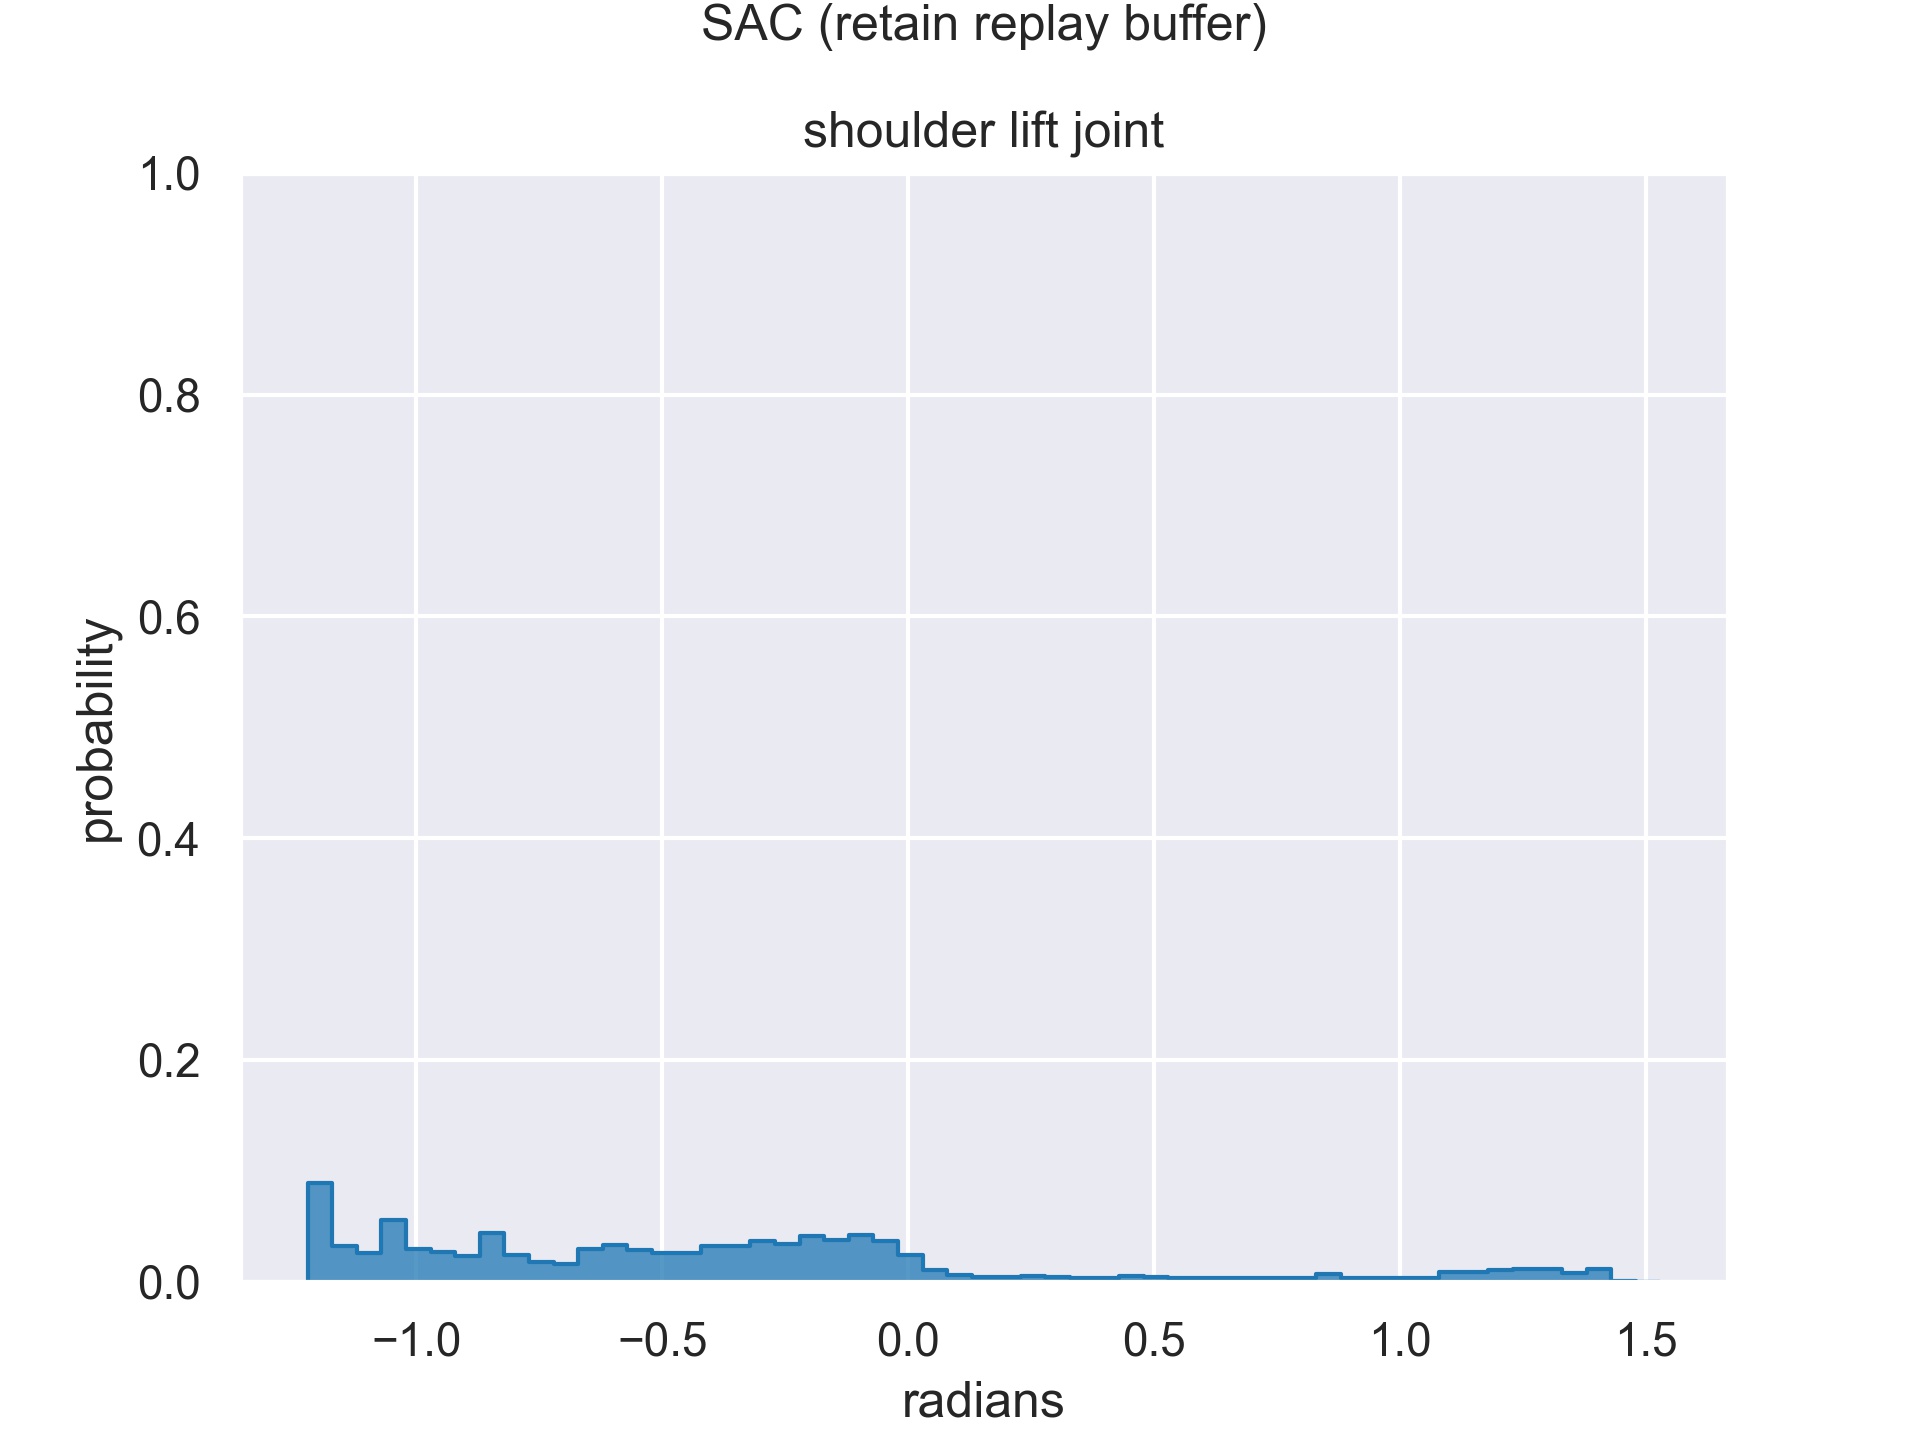 SAC (retain replay buffer)
shoulder lift joint
1.0
0.8
0.6
0.4
0.2
0.0
probability
−1.0 −0.5 0.0 0.5 1.0 1.5
radians